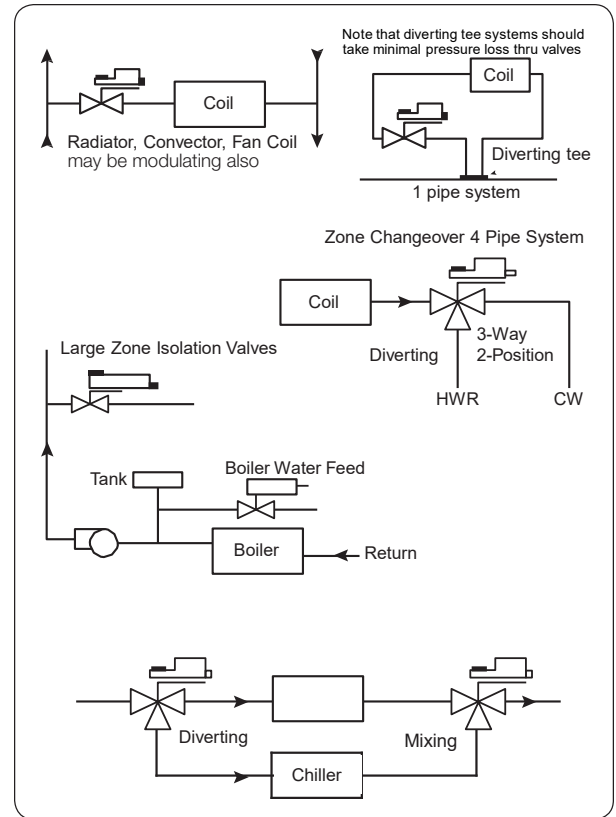 Note that diverting tee systems should
take minimal pressure loss thru valves
Coil
Coil
Radiator, Convector, Fan Coil
may be modulating also
Diverting tee
1 pipe system
Zone Changeover 4 Pipe System
Coil
3-Way
Diverting
2-Position
HWR
CW
Large Zone Isolation Valves
Tank
Boiler Water Feed
Boiler
Return
Diverting
Mixing
Chiller